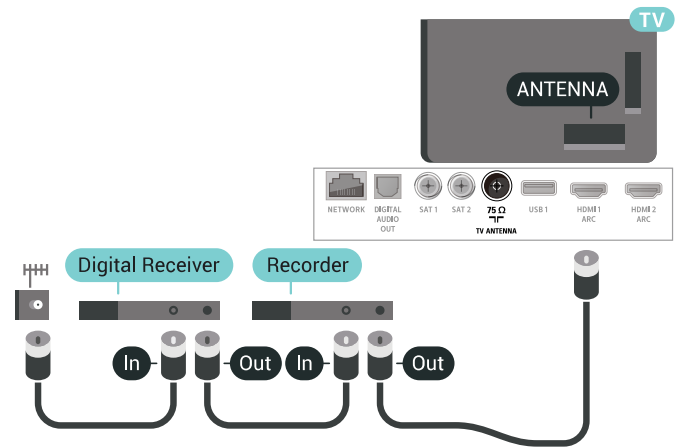 TV
ANTENNA
NETWORK
DIGITAL
AUDIO
OUT
SAT 1
SAT 2
75 Ω
TV ANTENNA
USB 1
HDMI 1
ARC
HDMI 2
ARC
Digital Receiver
Recorder
In
Out
In
Out